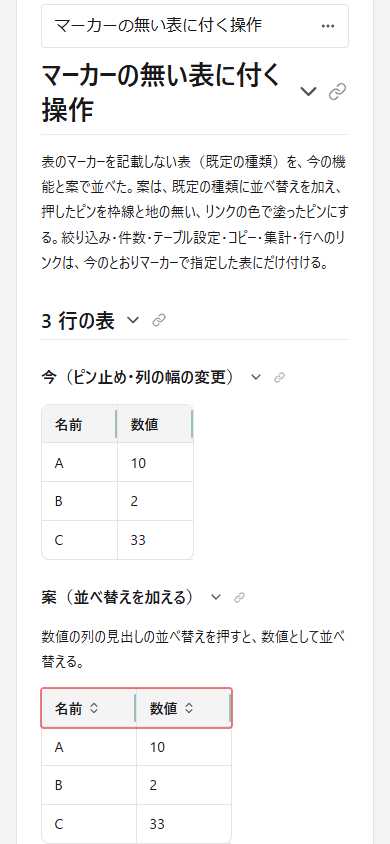 マーカーの無い表に付く操作
マーカーの無い表に付く
操作
表のマーカーを記載しない表（既定の種類）を、今の機
能と案で並べた。案は、既定の種類に並べ替えを加え、
押したピンを枠線と地の無い、リンクの色で塗ったピンにす
る。絞り込み・件数・テーブル設定・コピー・集計・行へのリ
ンクは、今のとおりマーカーで指定した表にだけ付ける。
3 行の表
今（ピン止め・列の幅の変更）
名前 数値
A 10
B 2
C 33
案（並べ替えを加える）
数値の列の見出しの並べ替えを押すと、数値として並べ
替える。
名前 数値
A 10
B 2
C 33